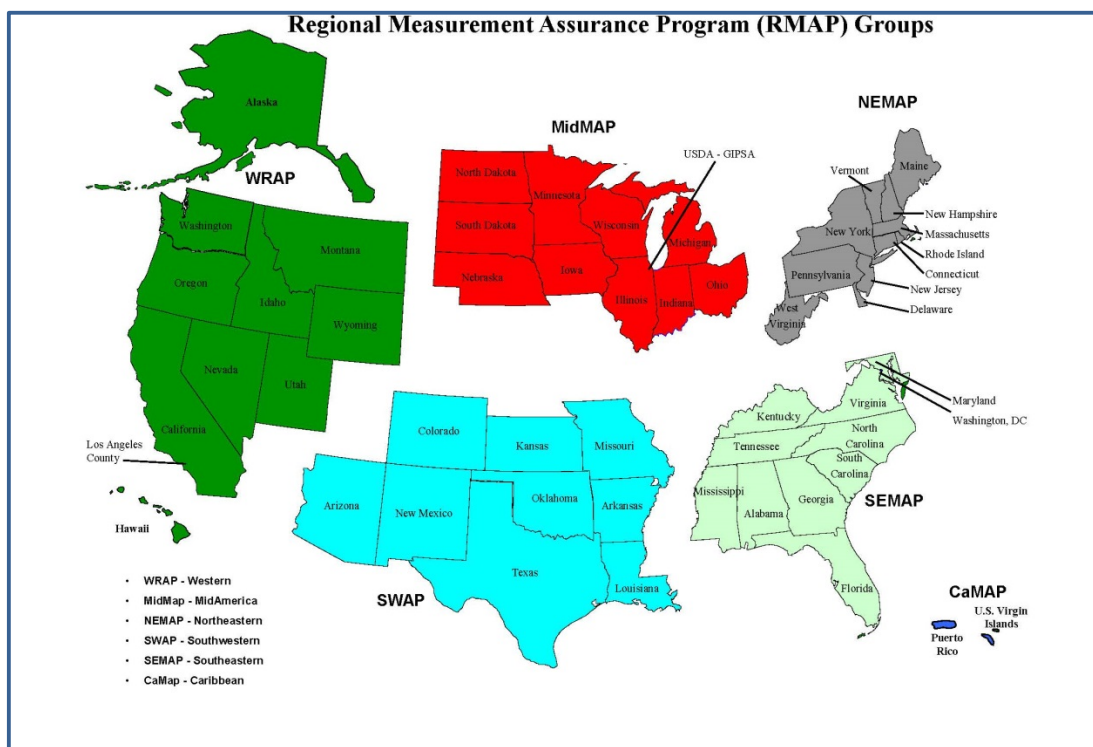 Regional Measurement Assurance Program (RMAP) Groups
Alaska
WRAP
Washington
Montana
Oregon
Idaho
Wyoming
Nevada
Utah
California
Los Angeles
County
Hawaii
MidMAP
USDA - GIPSA
North Dakota
Minnesota
South Dakota
Wisconsin
Michigan
Nebraska
Iowa
Illinois
Indiana
Ohio
NEMAP
Vermont
Maine
New Hampshire
New York
Massachusetts
Rhode Island
Connecticut
Pennsylvania
New Jersey
West
Virginia
Delaware
Colorado
Kansas
Missouri
Arizona
New Mexico
Oklahoma
Arkansas
Texas
Louisiana
SWAP
Maryland
Washington, DC
Virginia
Kentucky
North
Carolina
Tennessee
South
Carolina
Mississippi
Alabama
Georgia
SEMAP
Florida
CaMAP
U.S. Virgin
Islands
Puerto
Rico
• WRAP - Western
• MidMap - MidAmerica
• NEMAP - Northeastern
• SWAP - Southwestern
• SEMAP - Southeastern
• CaMap - Caribbean